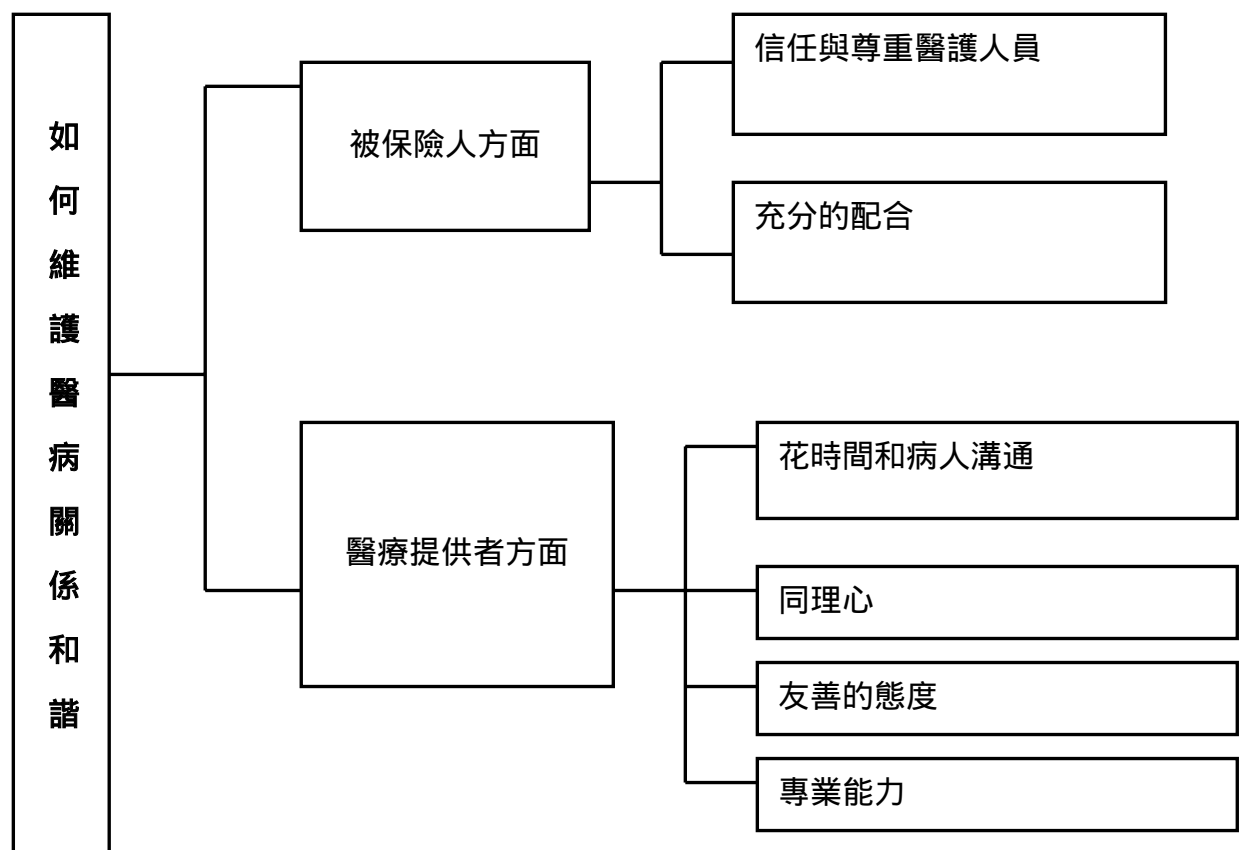 如何維護醫病關係和諧
被保險人方面
信任與尊重醫護人員
充分的配合
醫療提供者方面
花時間和病人溝通
同理心
友善的態度
專業能力